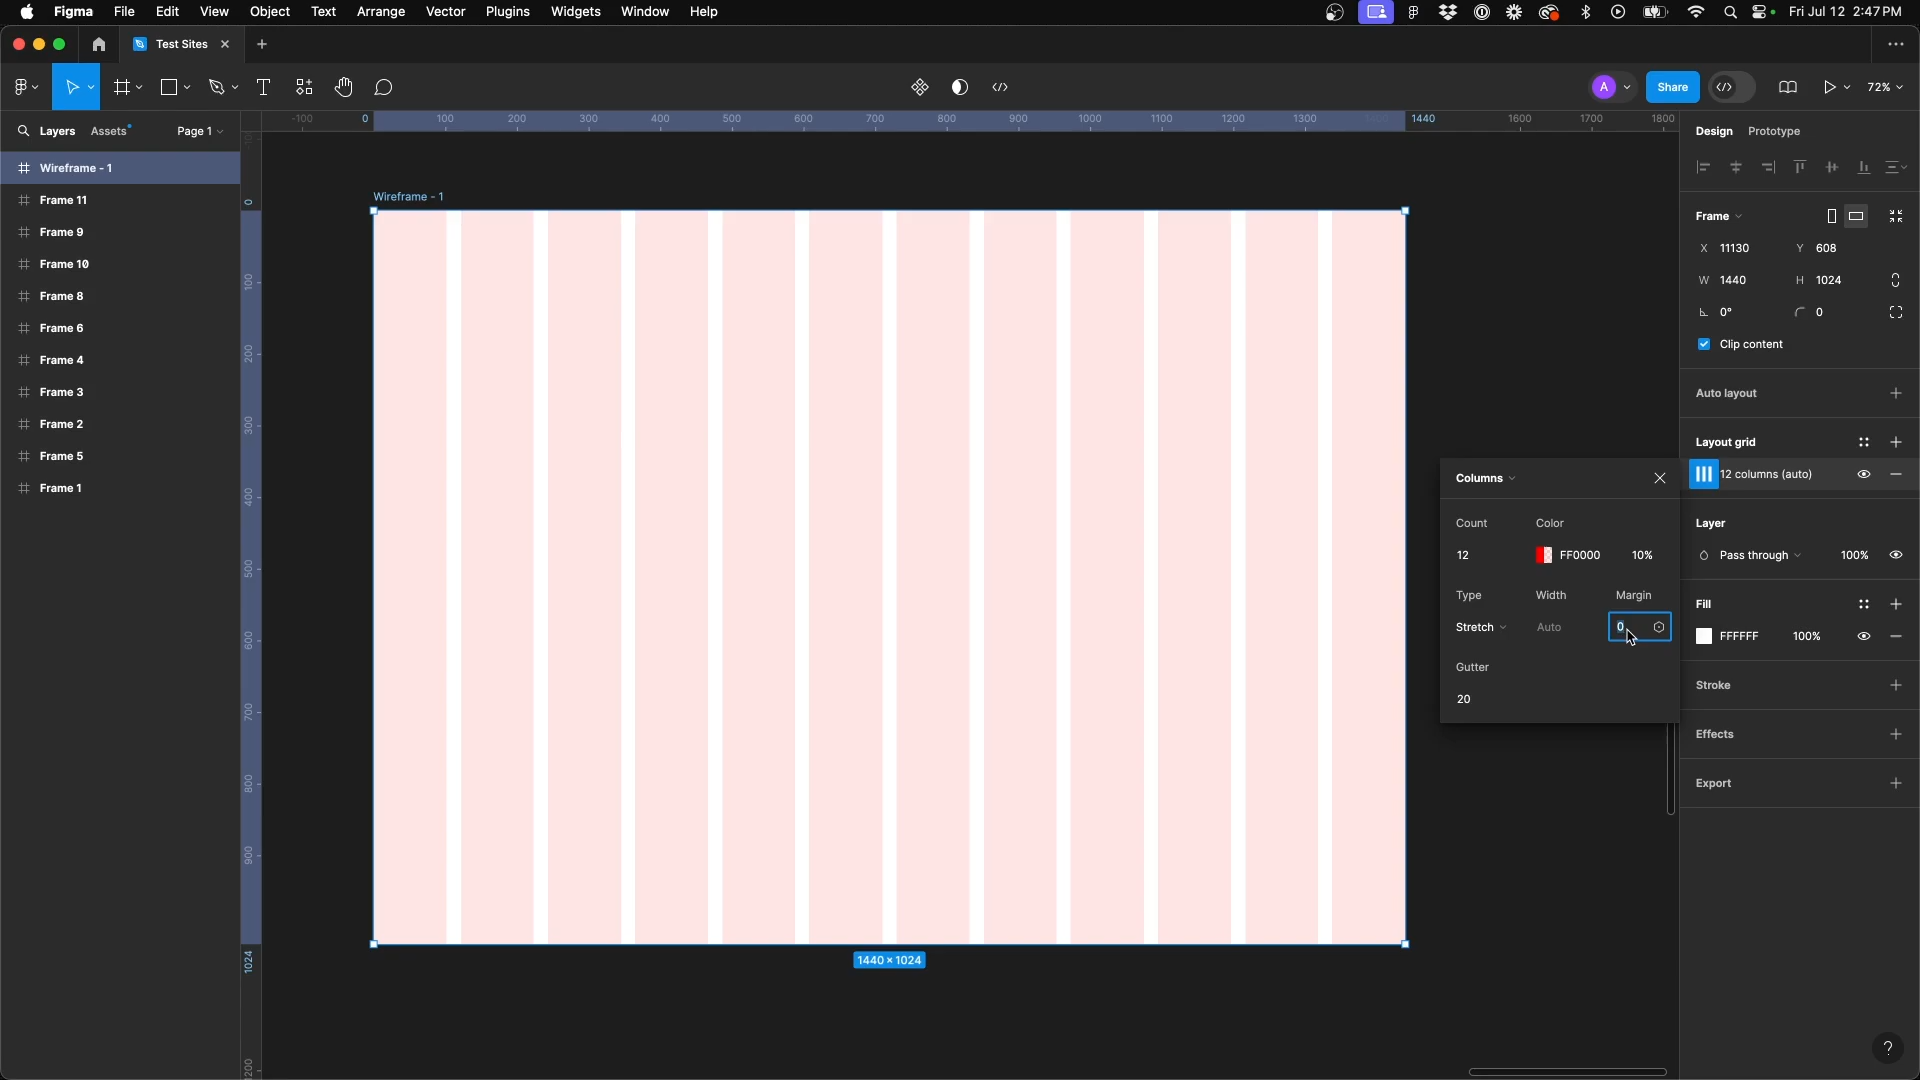 Figma File Edit View Object Text Arrange Vector Plugins Widgets Window Help Fri Jul 12 2:47 PM
Test Sites
A Share 72%
Layers Assets Page 1
-100 0 100 200 300 400 500 600 700 800 900 1000 1100 1200 1300 1440 1600 1700 1800
Design Prototype
Wireframe - 1
Frame 11
Frame 9
Frame 10
Frame 8
Frame 6
Frame 4
Frame 3
Frame 2
Frame 5
Frame 1
0
100
200
300
400
500
600
700
800
900
1024
Wireframe - 1
1440 × 1024
Frame
X 11130 Y 608
W 1440 H 1024
0° 0
Clip content
Auto layout
Layout grid
12 columns (auto)
Layer
Pass through 100%
Fill
FFFFFF 100%
Stroke
Effects
Export
Columns
Count Color
12 FF0000 10%
Type Width Margin
Stretch Auto 0
Gutter
20
?